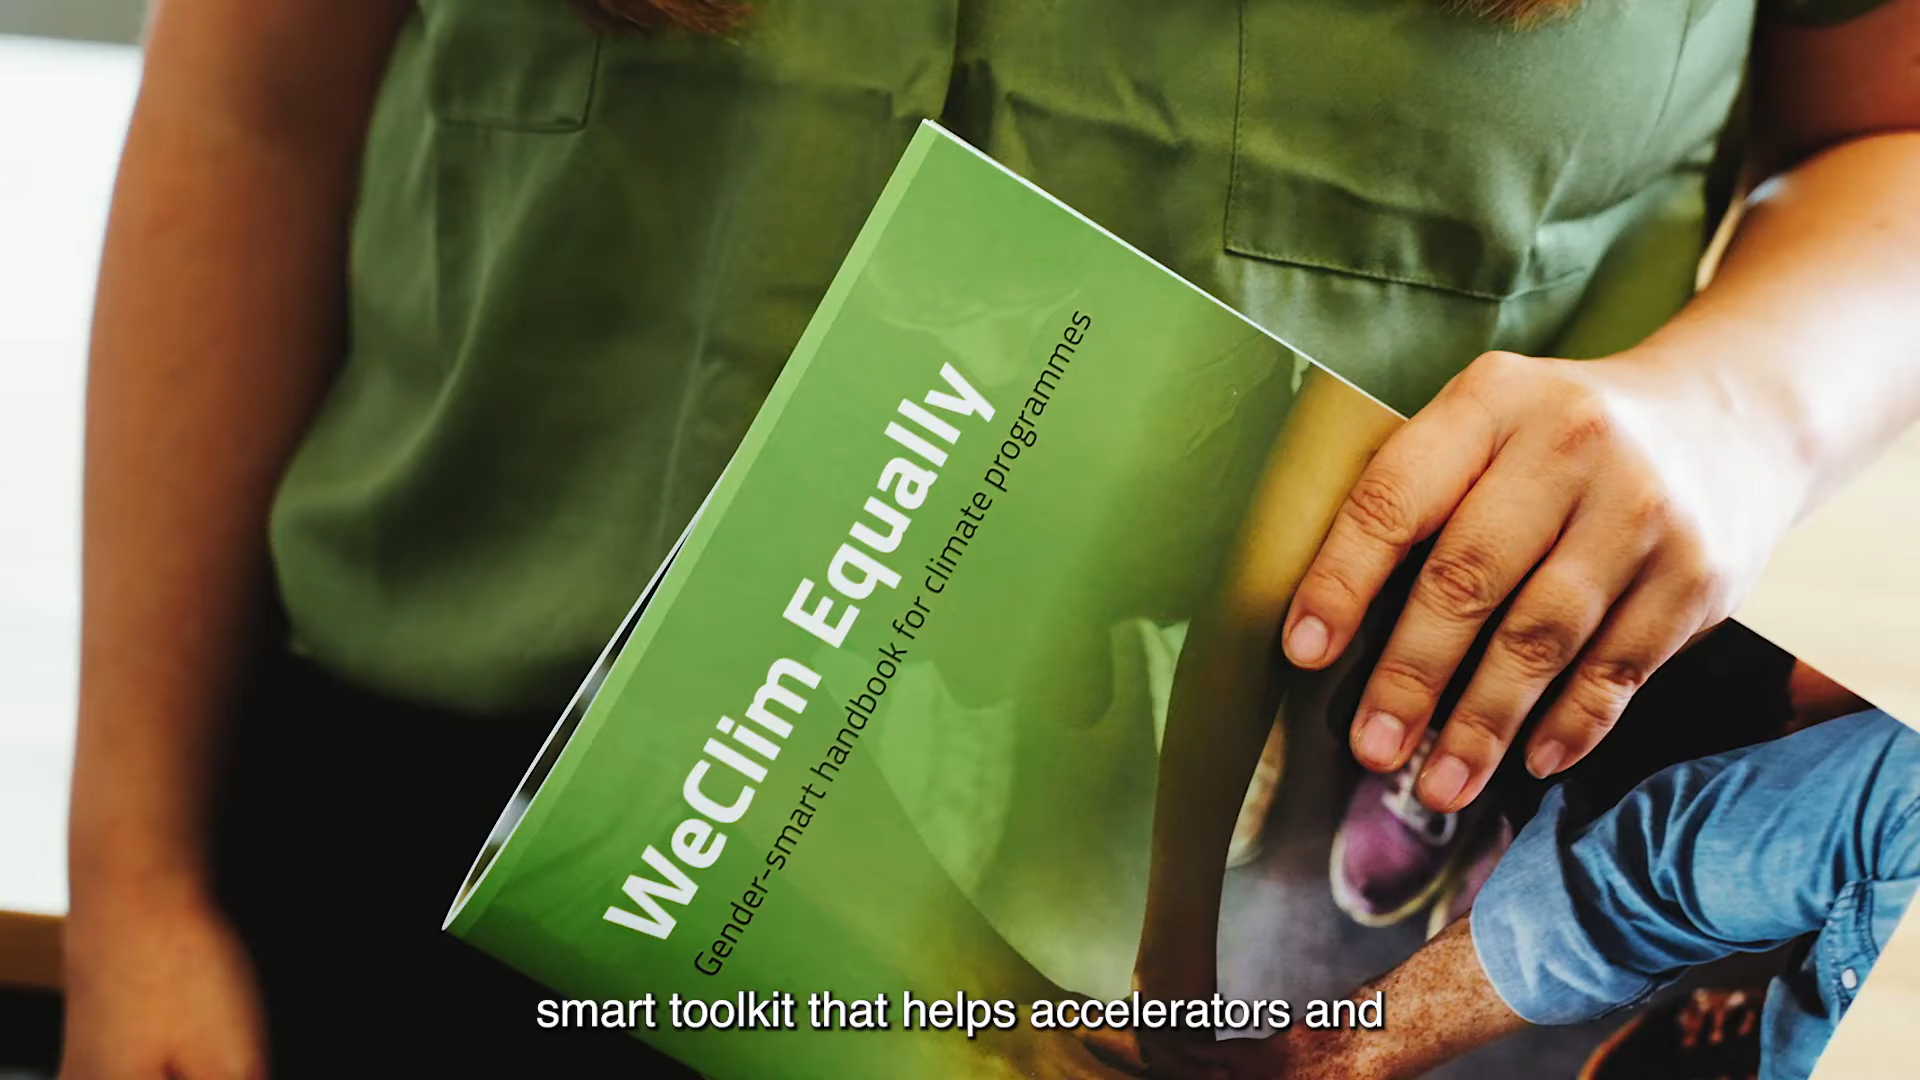 WeClim Equally
Gender-smart handbook for climate programmes
smart toolkit that helps accelerators and